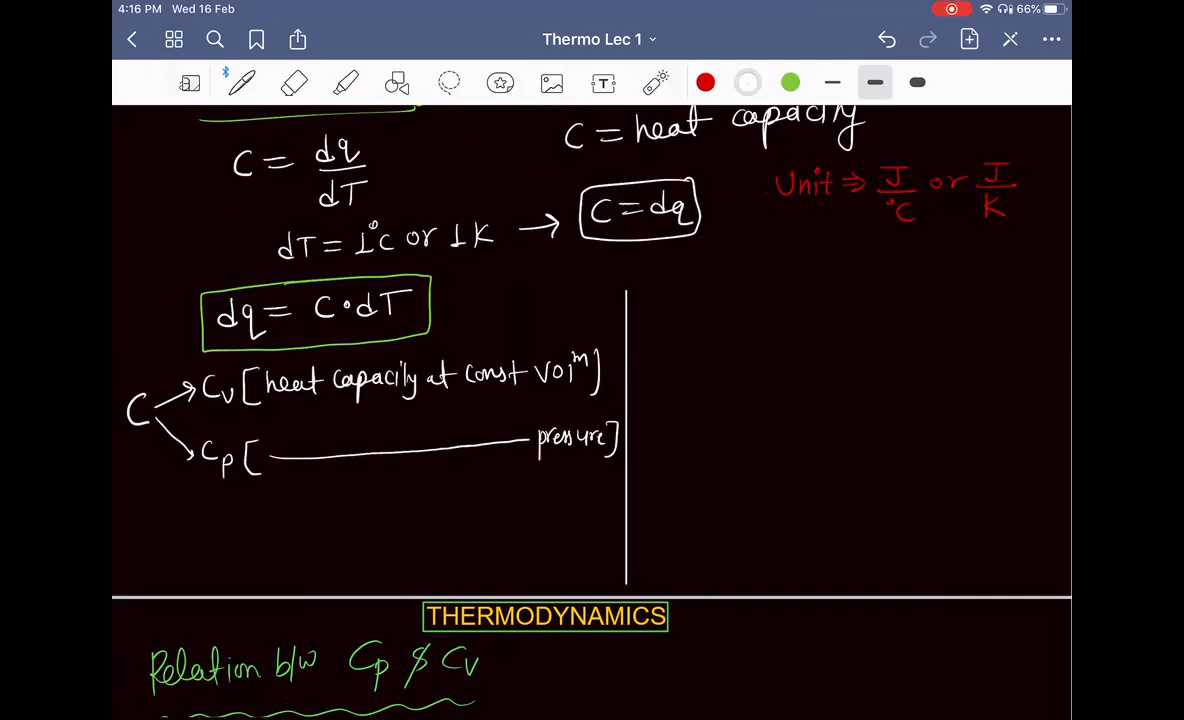 4:16 PM Wed 16 Feb
66%
Thermo Lec 1
T
C = heat capacity
C = dq/dT
Unit ⇒ J/°C or J/K
dT = 1°C or 1K → C = dq
dq = C·dT
C
Cv [heat capacity at const volm]
Cp [ pressure]
THERMODYNAMICS
Relation b/w Cp & Cv